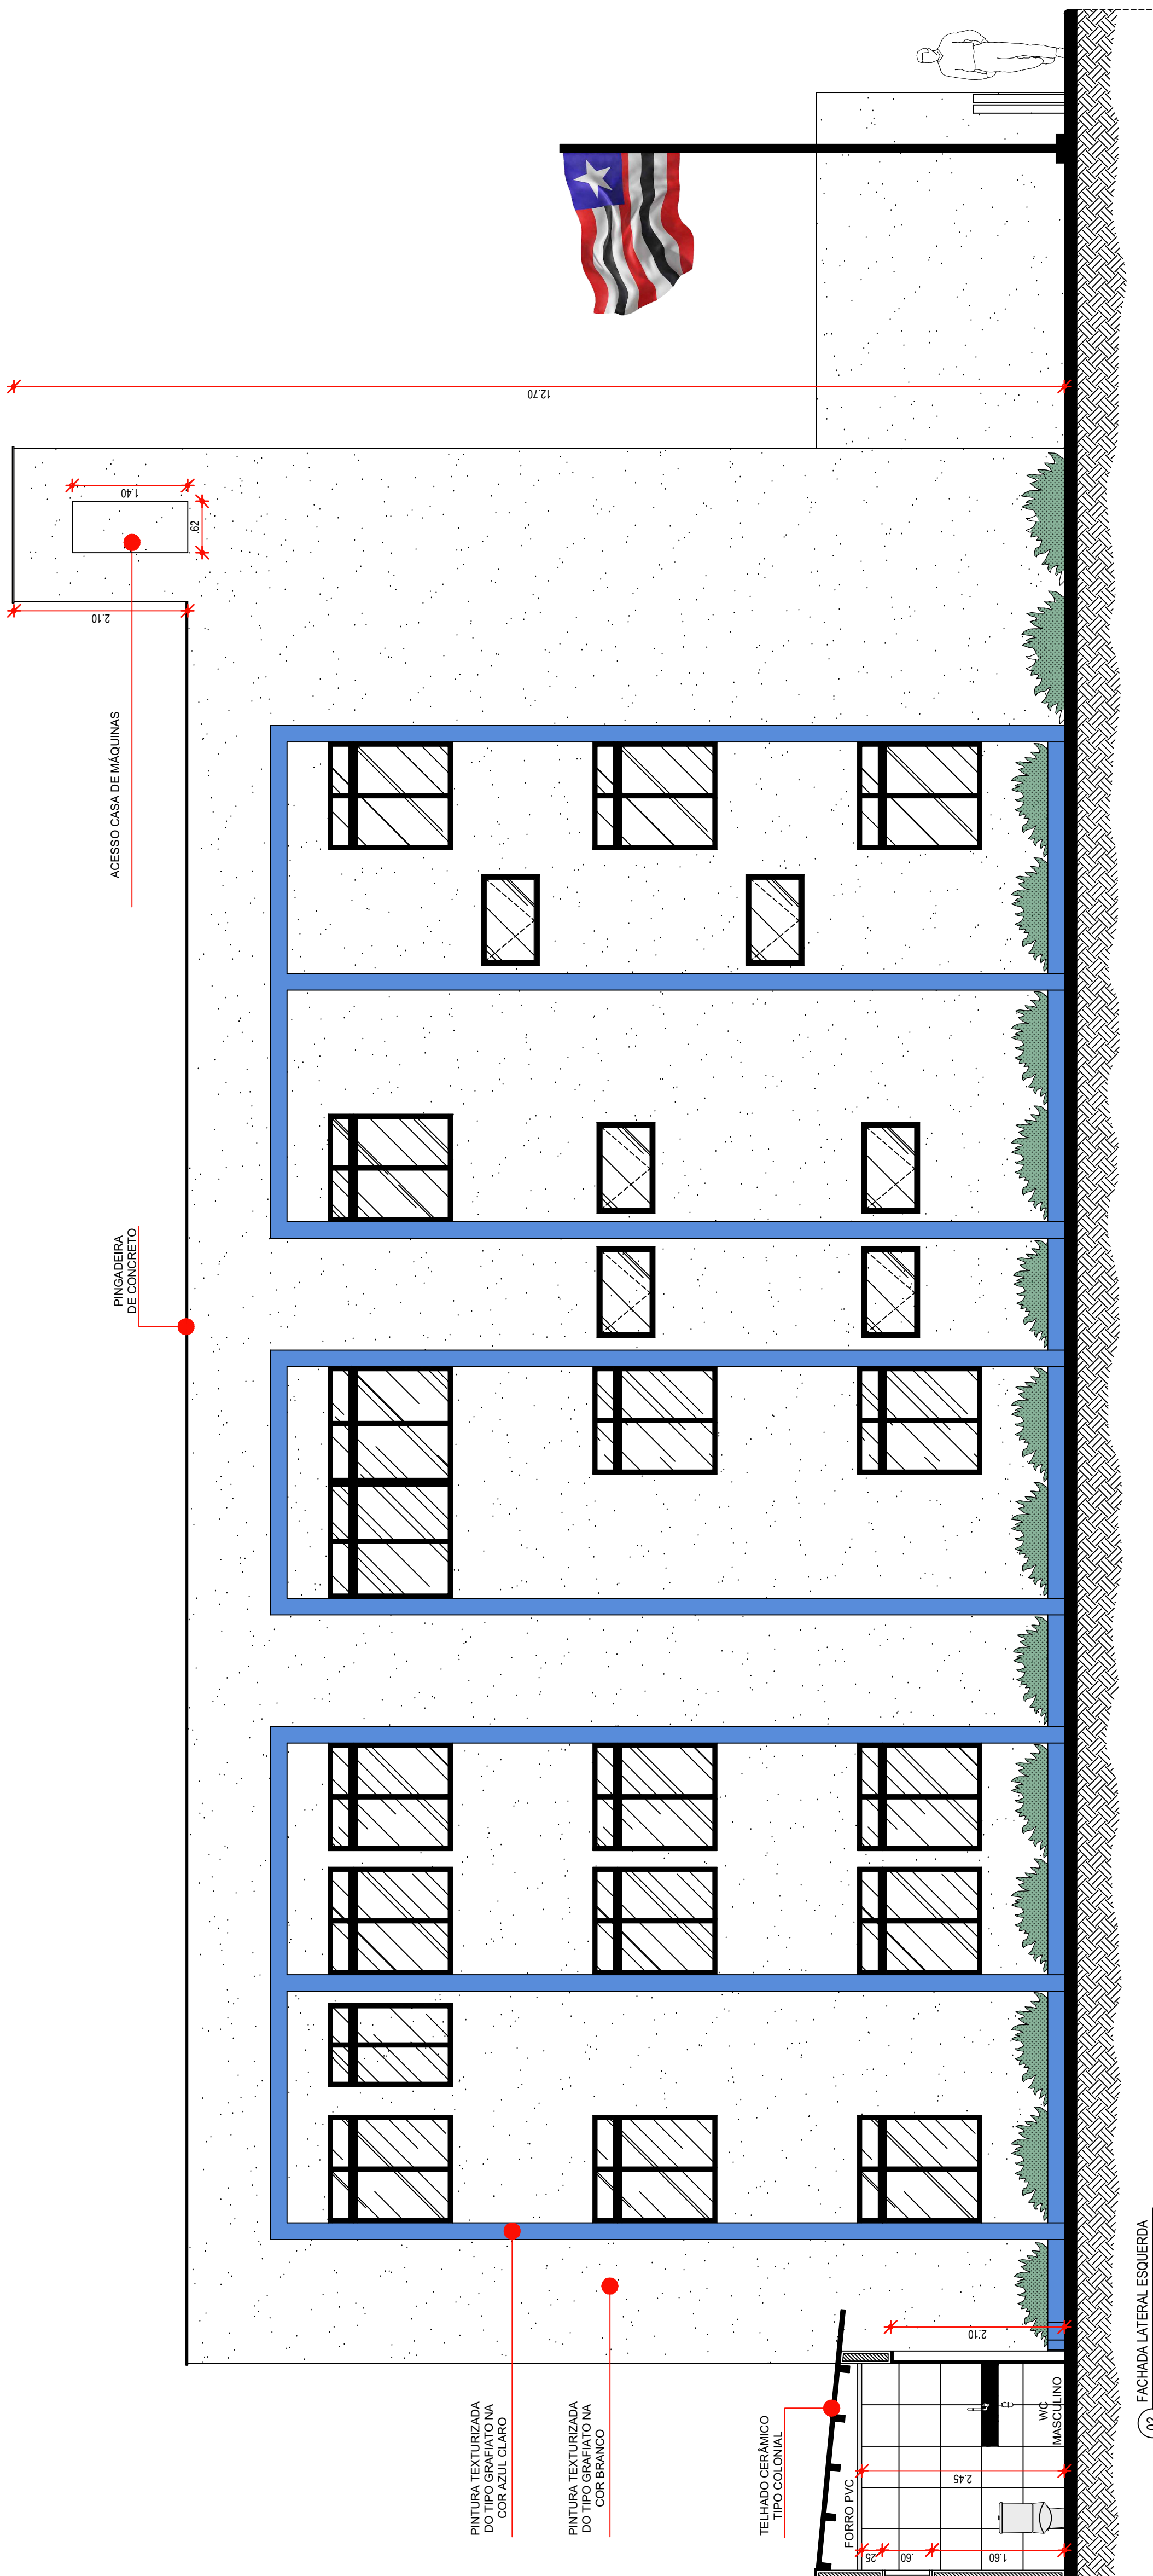 12.70
1.40
.62
2.10
ACESSO CASA DE MÁQUINAS
PINGADEIRA
DE CONCRETO
PINTURA TEXTURIZADA
DO TIPO GRAFIATO NA
COR AZUL CLARO
PINTURA TEXTURIZADA
DO TIPO GRAFIATO NA
COR BRANCO
TELHADO CERÂMICO
TIPO COLONIAL
FORRO PVC
2.10
2.45
WC
MASCULINO
.25
.60
1.60
FACHADA LATERAL ESQUERDA